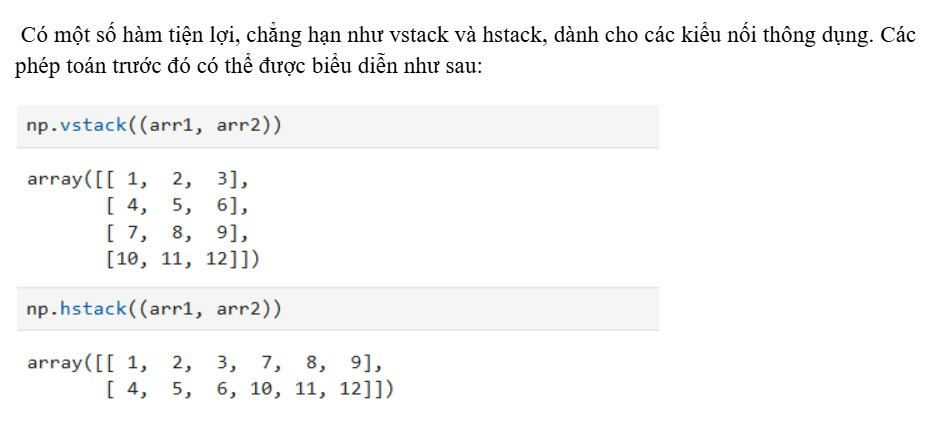 Có một số hàm tiện lợi, chẳng hạn như vstack và hstack, dành cho các kiểu nối thông dụng. Các
phép toán trước đó có thể được biểu diễn như sau:
np.vstack((arr1, arr2))
array([[ 1,  2,  3],
       [ 4,  5,  6],
       [ 7,  8,  9],
       [10, 11, 12]])
np.hstack((arr1, arr2))
array([[ 1,  2,  3,  7,  8,  9],
       [ 4,  5,  6, 10, 11, 12]])